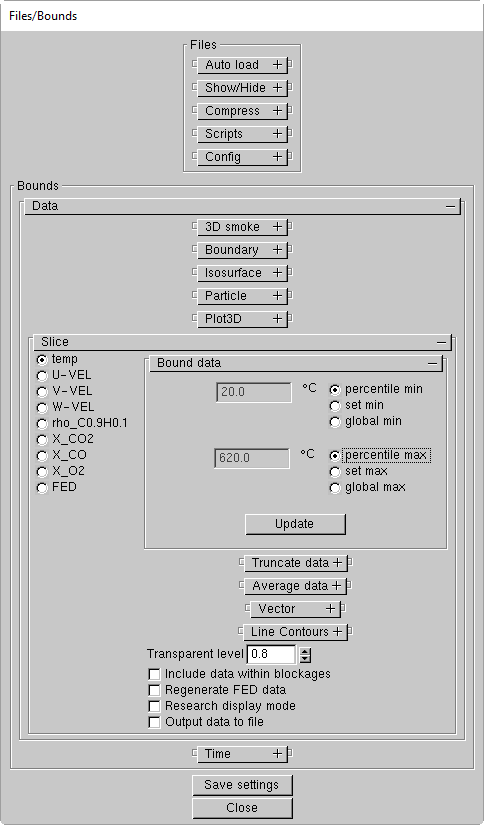 Files/Bounds
Files
Auto load +
Show/Hide +
Compress +
Scripts +
Config +
Bounds
Data −
3D smoke +
Boundary +
Isosurface +
Particle +
Plot3D +
Slice −
temp
U-VEL
V-VEL
W-VEL
rho_C0.9H0.1
X_CO2
X_CO
X_O2
FED
Bound data −
20.0 °C
percentile min
set min
global min
620.0 °C
percentile max
set max
global max
Update
Truncate data +
Average data +
Vector +
Line Contours +
Transparent level 0.8
Include data within blockages
Regenerate FED data
Research display mode
Output data to file
Time +
Save settings
Close